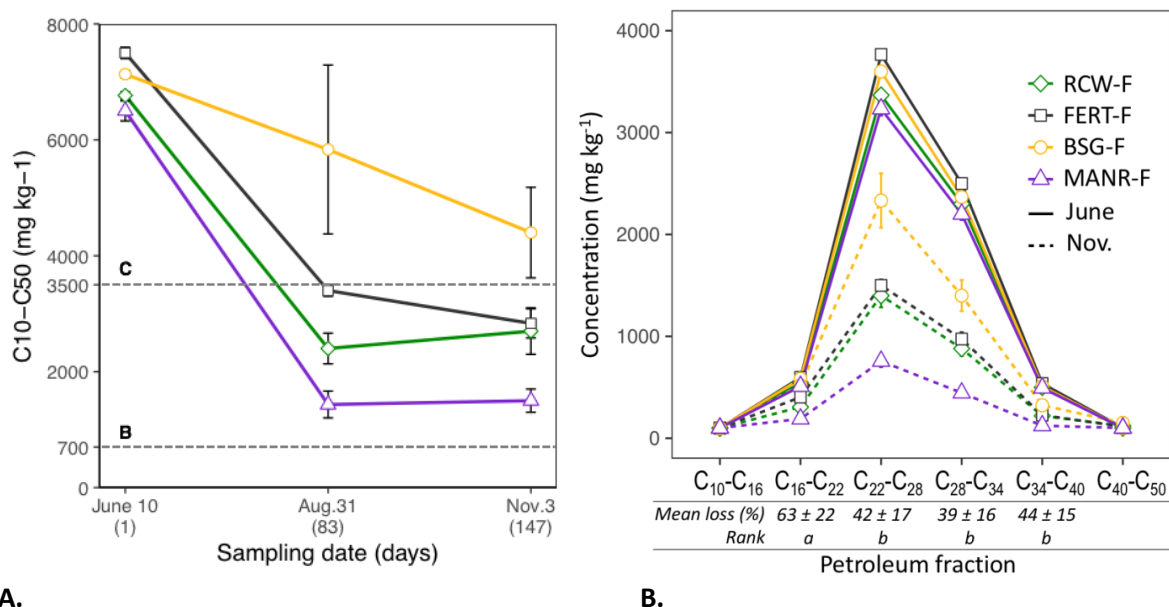 8000
6000
4000
3500
2000
700
0
C10−C50 (mg kg−1)
C
B
June 10
(1)
Aug.31
(83)
Nov.3
(147)
Sampling date (days)
A.
4000
3000
2000
1000
0
Concentration (mg kg⁻¹)
RCW-F
FERT-F
BSG-F
MANR-F
June
Nov.
C₁₀-C₁₆ C₁₆-C₂₂ C₂₂-C₂₈ C₂₈-C₃₄ C₃₄-C₄₀ C₄₀-C₅₀
Mean loss (%) 63 ± 22 42 ± 17 39 ± 16 44 ± 15
Rank a b b b
Petroleum fraction
B.